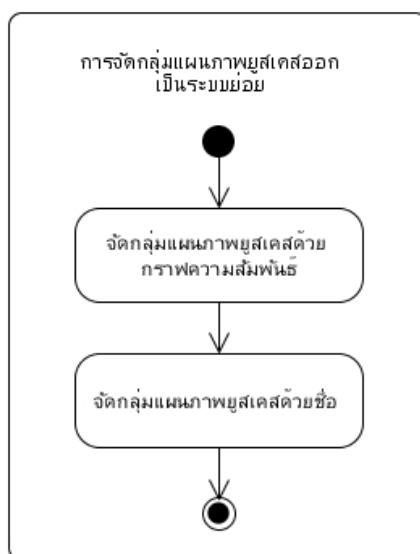 การจัดกลุ่มแผนภาพยูสเคสออก
เป็นระบบย่อย
จัดกลุ่มแผนภาพยูสเคสด้วย
กราฟความสัมพันธ์
จัดกลุ่มแผนภาพยูสเคสด้วยชื่อ